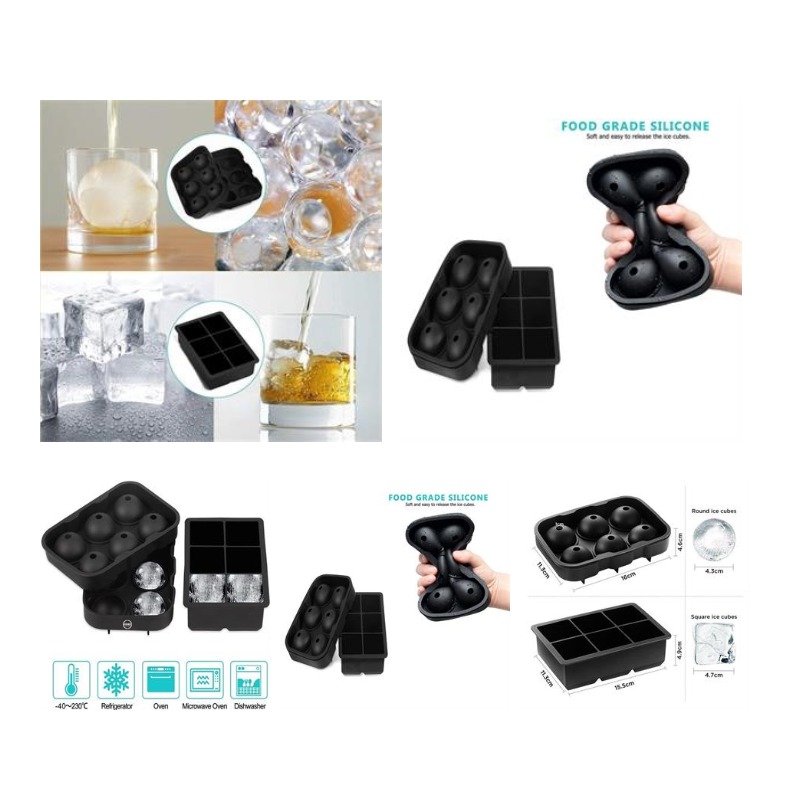 FOOD GRADE SILICONE
Soft and easy to release the ice cubes.
FOOD GRADE SILICONE
Soft and easy to release the ice cubes.
Round ice cubes
4.6cm
11.3cm
16cm
4.3cm
Square ice cubes
4.9cm
11.3cm
15.5cm
4.7cm
-40~230℃ Refrigerator Oven Microwave Oven Dishwasher